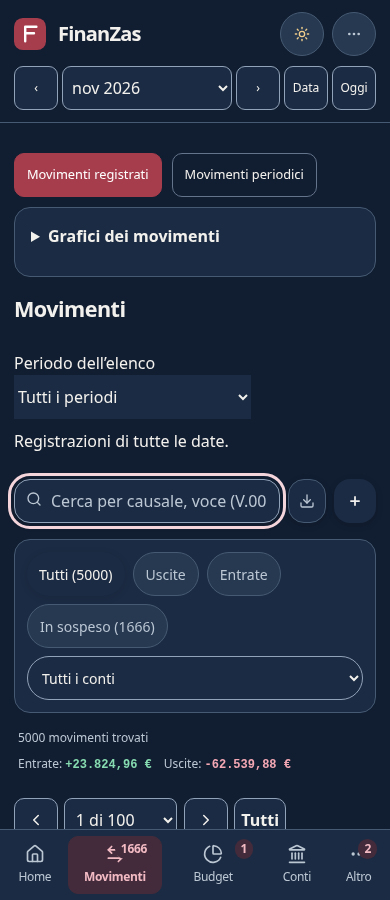 FinanZas
‹ nov 2026 › Data Oggi
Movimenti registrati Movimenti periodici
Grafici dei movimenti
Movimenti
Periodo dell’elenco
Tutti i periodi
Registrazioni di tutte le date.
Cerca per causale, voce (V.00 +
Tutti (5000) Uscite Entrate
In sospeso (1666)
Tutti i conti
5000 movimenti trovati
Entrate: +23.824,96 € Uscite: -62.539,88 €
1 di 100 Tutti
1666 1 2
Home Movimenti Budget Conti Altro